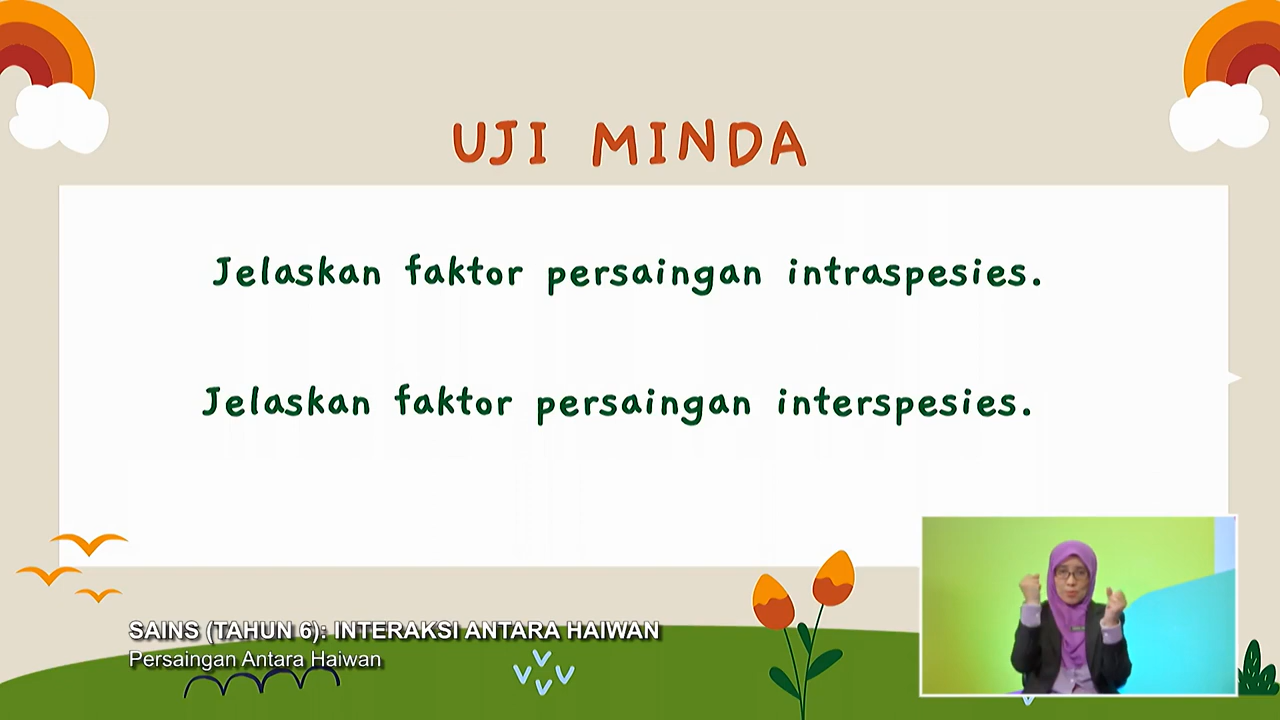 UJI MINDA
Jelaskan faktor persaingan intraspesies.
Jelaskan faktor persaingan interspesies.
SAINS (TAHUN 6): INTERAKSI ANTARA HAIWAN
Persaingan Antara Haiwan